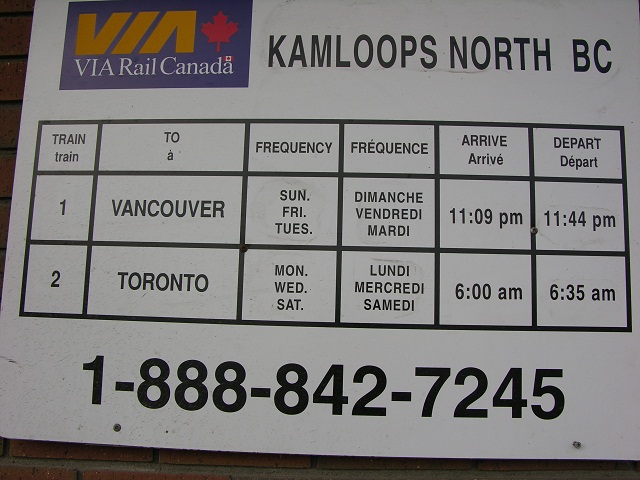 VIA
VIA Rail Canada
KAMLOOPS NORTH BC
TRAIN
train
TO
à
FREQUENCY
FRÉQUENCE
ARRIVE
Arrivé
DEPART
Départ
1
VANCOUVER
SUN.
FRI.
TUES.
DIMANCHE
VENDREDI
MARDI
11:09 pm
11:44 pm
2
TORONTO
MON.
WED.
SAT.
LUNDI
MERCREDI
SAMEDI
6:00 am
6:35 am
1-888-842-7245